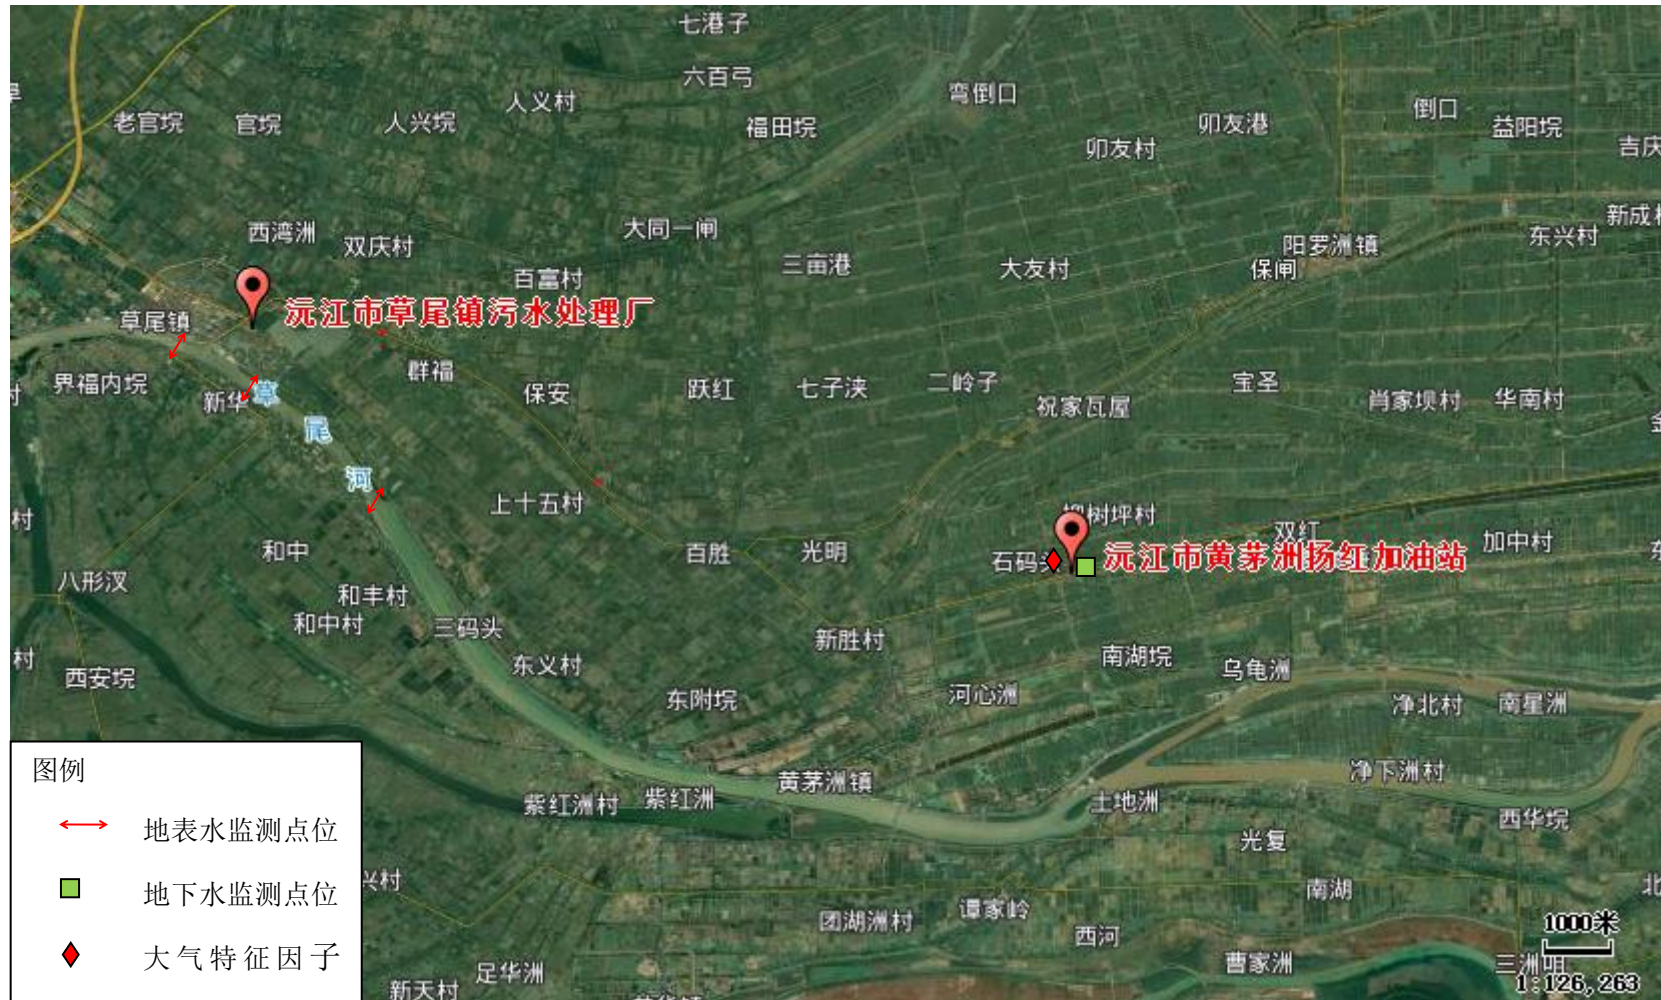 七港子
六百弓
人义村
弯倒口
老官垸
官垸
人兴垸
福田垸
卯友村
卯友港
倒口
益阳垸
吉庆
西湾洲
双庆村
大同一闸
百富村
三亩港
大友村
阳罗洲镇
保闸
东兴村
新成村
草尾镇
沅江市草尾镇污水处理厂
界福内垸
新华
草
尾
河
群福
保安
跃红
七子浃
二岭子
祝家瓦屋
宝圣
肖家坝村
华南村
村
上十五村
柳树坪村
双红
加中村
和中
百胜
光明
石码头
沅江市黄茅洲扬红加油站
八形汊
和丰村
和中村
三码头
东义村
新胜村
村
西安垸
东附垸
河心洲
南湖垸
乌龟洲
净北村
南星洲
紫红洲村
紫红洲
黄茅洲镇
土地洲
净下洲村
西华垸
光复
南湖
北
兴村
团湖洲村
谭家岭
西河
曹家洲
三洲咀
足华洲
新天村
图例
地表水监测点位
地下水监测点位
大气特征因子
1000米
1:126,263